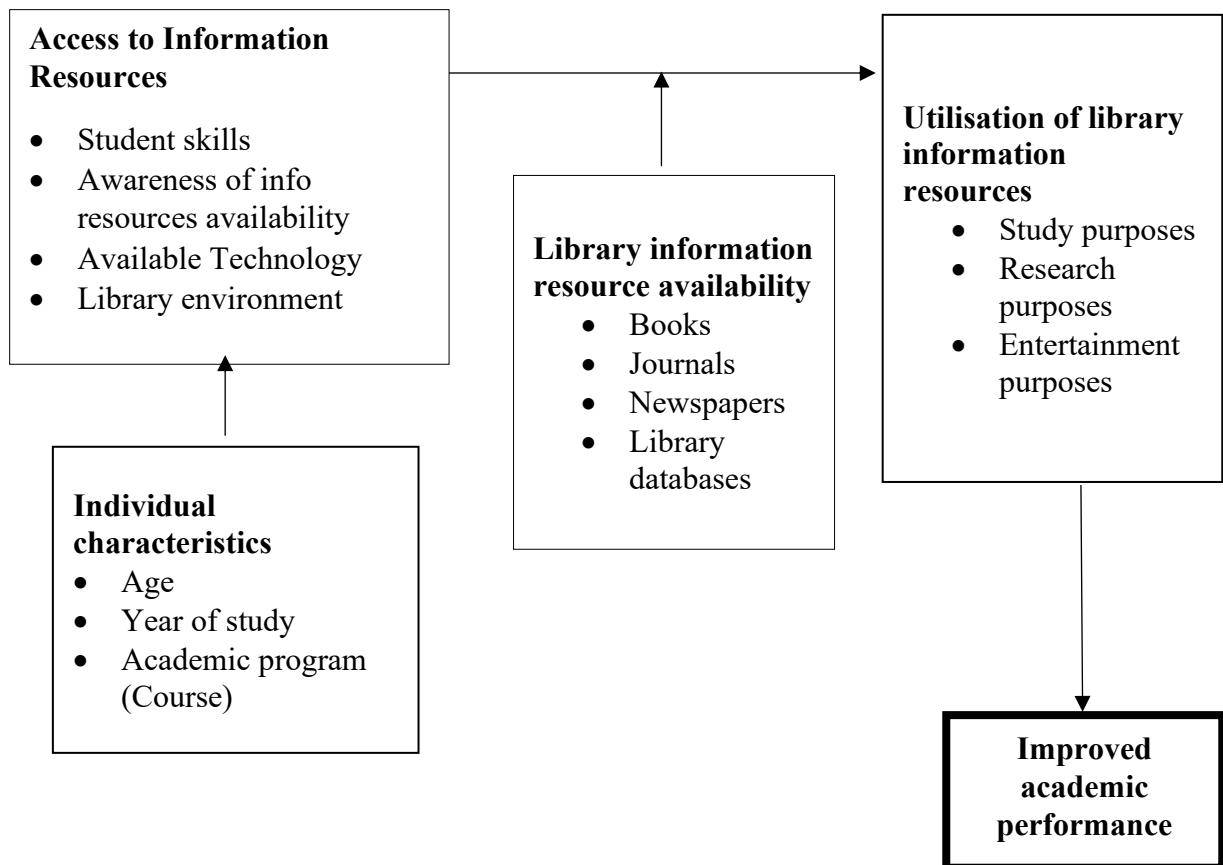 Access to Information
Resources
• Student skills
• Awareness of info
resources availability
• Available Technology
• Library environment
Individual
characteristics
• Age
• Year of study
• Academic program
(Course)
Library information
resource availability
• Books
• Journals
• Newspapers
• Library
databases
Utilisation of library
information
resources
• Study purposes
• Research
purposes
• Entertainment
purposes
Improved
academic
performance